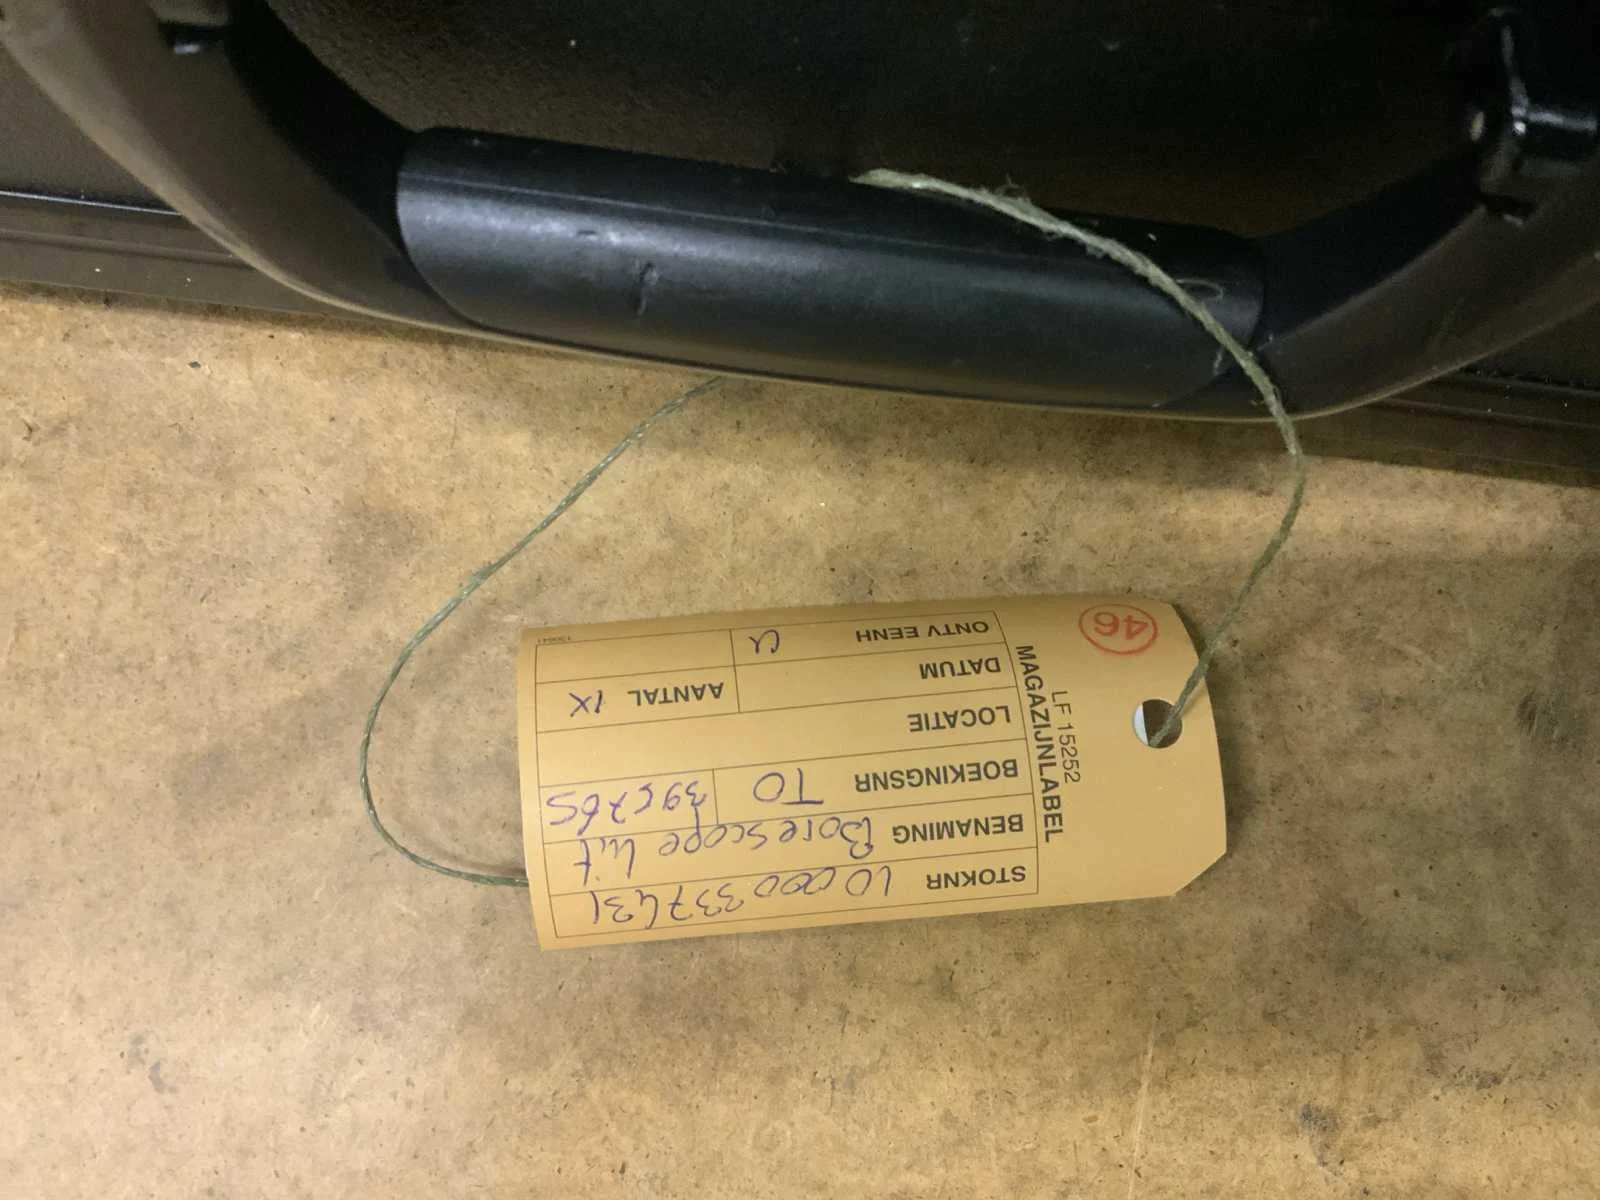 46
LF 15252
MAGAZIJNLABEL
STOKNR 10000337431
BENAMING Borescope kit
BOEKINGSNR TO 395765
LOCATIE
DATUM AANTAL 1x
ONTV EENH